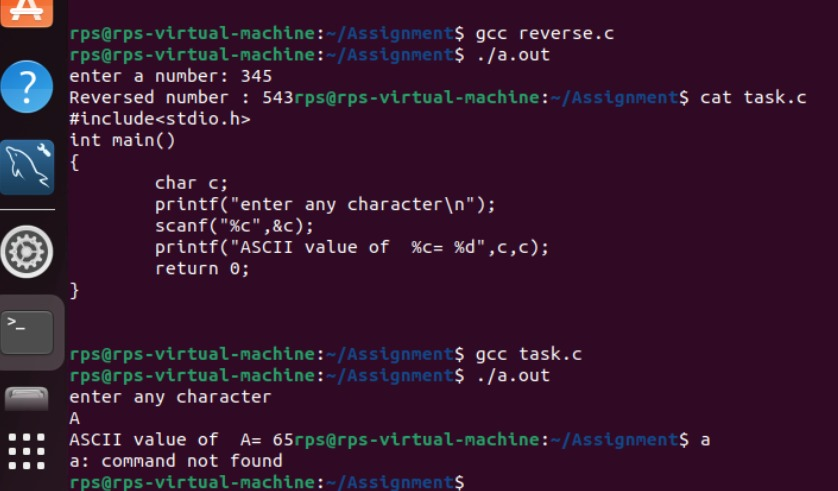 rps@rps-virtual-machine:~/Assignment$ gcc reverse.c
rps@rps-virtual-machine:~/Assignment$ ./a.out
enter a number: 345
Reversed number : 543rps@rps-virtual-machine:~/Assignment$ cat task.c
#include<stdio.h>
int main()
{
        char c;
        printf("enter any character\n");
        scanf("%c",&c);
        printf("ASCII value of  %c= %d",c,c);
        return 0;
}
rps@rps-virtual-machine:~/Assignment$ gcc task.c
rps@rps-virtual-machine:~/Assignment$ ./a.out
enter any character
A
ASCII value of  A= 65rps@rps-virtual-machine:~/Assignment$ a
a: command not found
rps@rps-virtual-machine:~/Assignment$